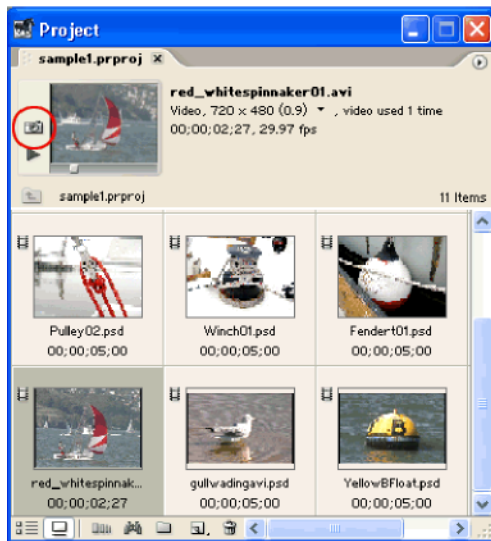 Project
sample1.prproj
red_whitespinnaker01.avi
Video, 720 x 480 (0.9) , video used 1 time
00;00;02;27, 29.97 fps
sample1.prproj
11 Items
Pulley02.psd
Winch01.psd
Fendert01.psd
00;00;05;00
00;00;05;00
00;00;05;00
red_whitespinnak...
gullwadingavi.psd
YellowBFloat.psd
00;00;02;27
00;00;05;00
00;00;05;00